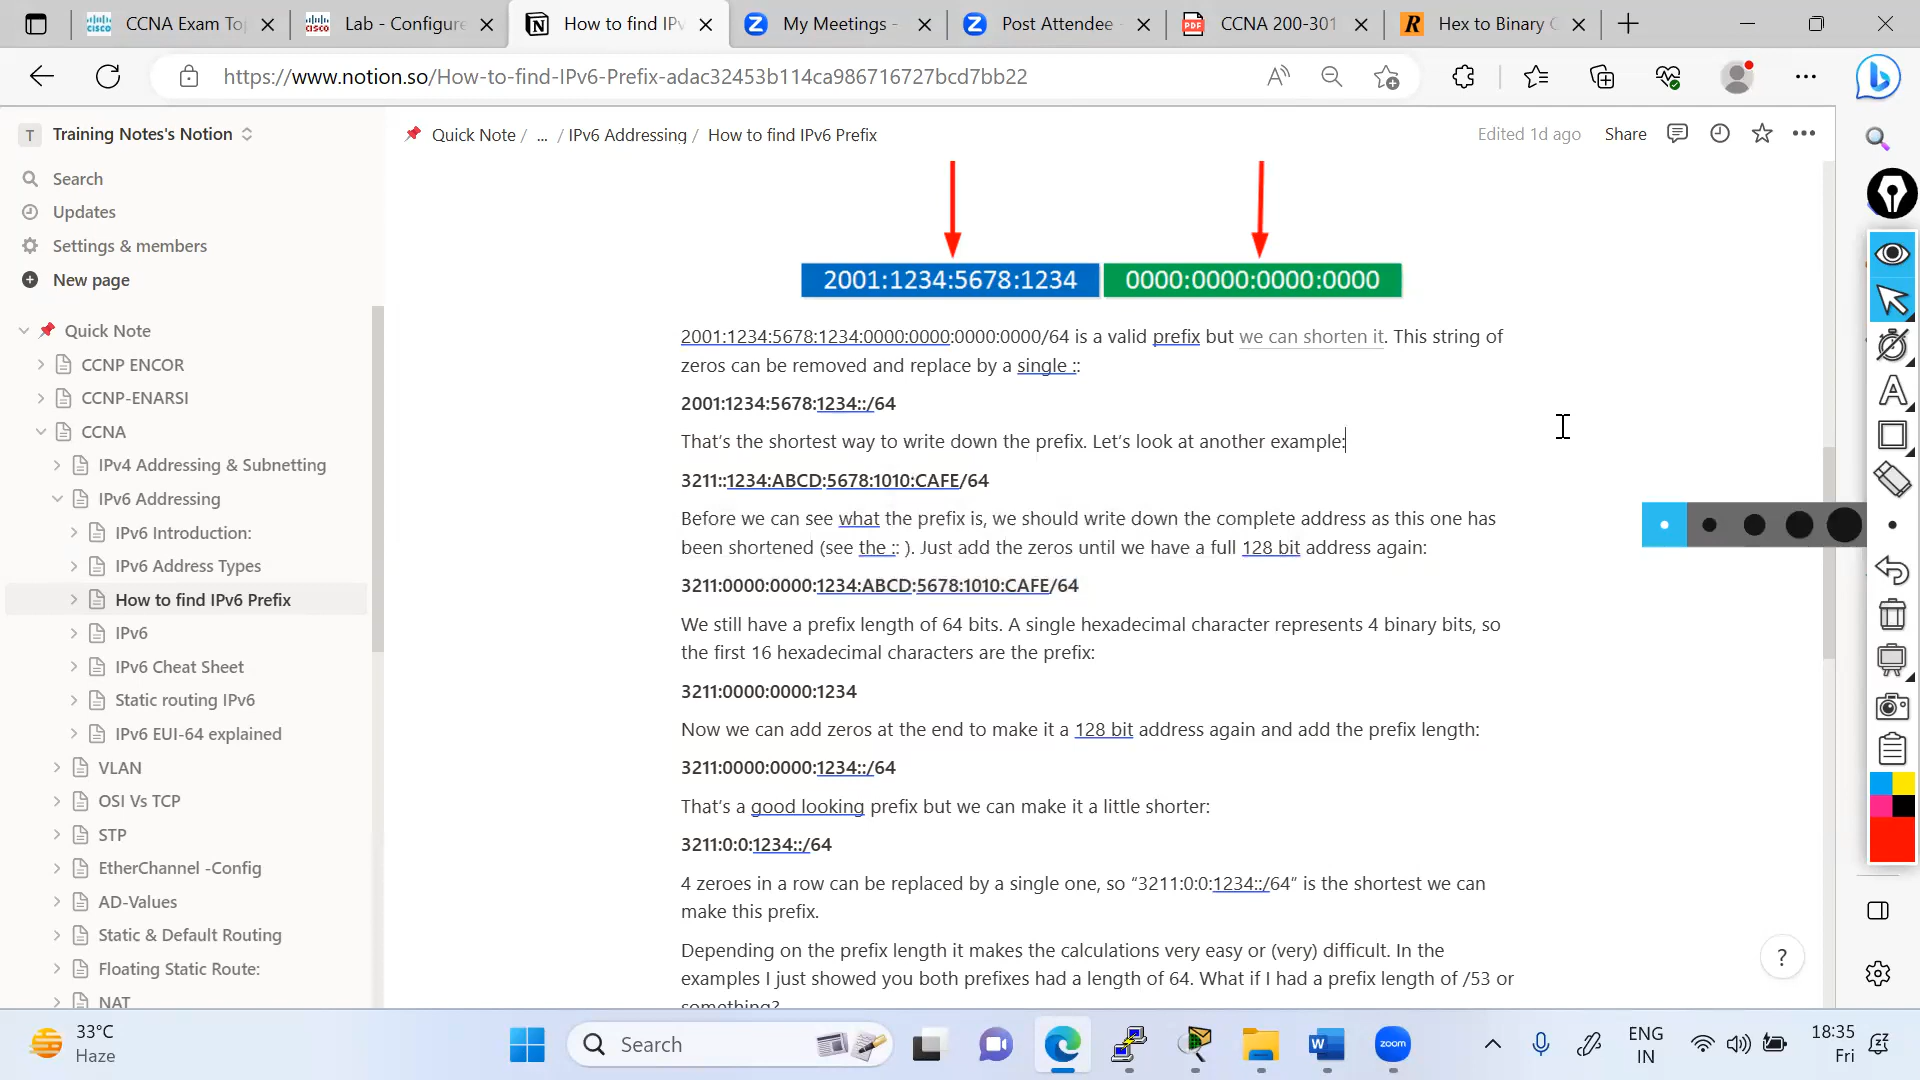 CCNA Exam Top
Lab - Configure
How to find IPv
My Meetings -
Post Attendee -
CCNA 200-301
Hex to Binary C
https://www.notion.so/How-to-find-IPv6-Prefix-adac32453b114ca986716727bcd7bb22
T Training Notes's Notion
Quick Note / ... / IPv6 Addressing / How to find IPv6 Prefix
Edited 1d ago Share
Search
Updates
Settings & members
New page
Quick Note
CCNP ENCOR
CCNP-ENARSI
CCNA
IPv4 Addressing & Subnetting
IPv6 Addressing
IPv6 Introduction:
IPv6 Address Types
How to find IPv6 Prefix
IPv6
IPv6 Cheat Sheet
Static routing IPv6
IPv6 EUI-64 explained
VLAN
OSI Vs TCP
STP
EtherChannel -Config
AD-Values
Static & Default Routing
Floating Static Route:
NAT
2001:1234:5678:1234 0000:0000:0000:0000
2001:1234:5678:1234:0000:0000:0000:0000/64 is a valid prefix but we can shorten it. This string of
zeros can be removed and replace by a single ::
2001:1234:5678:1234::/64
That's the shortest way to write down the prefix. Let's look at another example:
3211::1234:ABCD:5678:1010:CAFE/64
Before we can see what the prefix is, we should write down the complete address as this one has
been shortened (see the :: ). Just add the zeros until we have a full 128 bit address again:
3211:0000:0000:1234:ABCD:5678:1010:CAFE/64
We still have a prefix length of 64 bits. A single hexadecimal character represents 4 binary bits, so
the first 16 hexadecimal characters are the prefix:
3211:0000:0000:1234
Now we can add zeros at the end to make it a 128 bit address again and add the prefix length:
3211:0000:0000:1234::/64
That's a good looking prefix but we can make it a little shorter:
3211:0:0:1234::/64
4 zeroes in a row can be replaced by a single one, so “3211:0:0:1234::/64” is the shortest we can
make this prefix.
Depending on the prefix length it makes the calculations very easy or (very) difficult. In the
examples I just showed you both prefixes had a length of 64. What if I had a prefix length of /53 or
something?
?
33°C
Haze
Search
zoom
ENG
IN
18:35
Fri